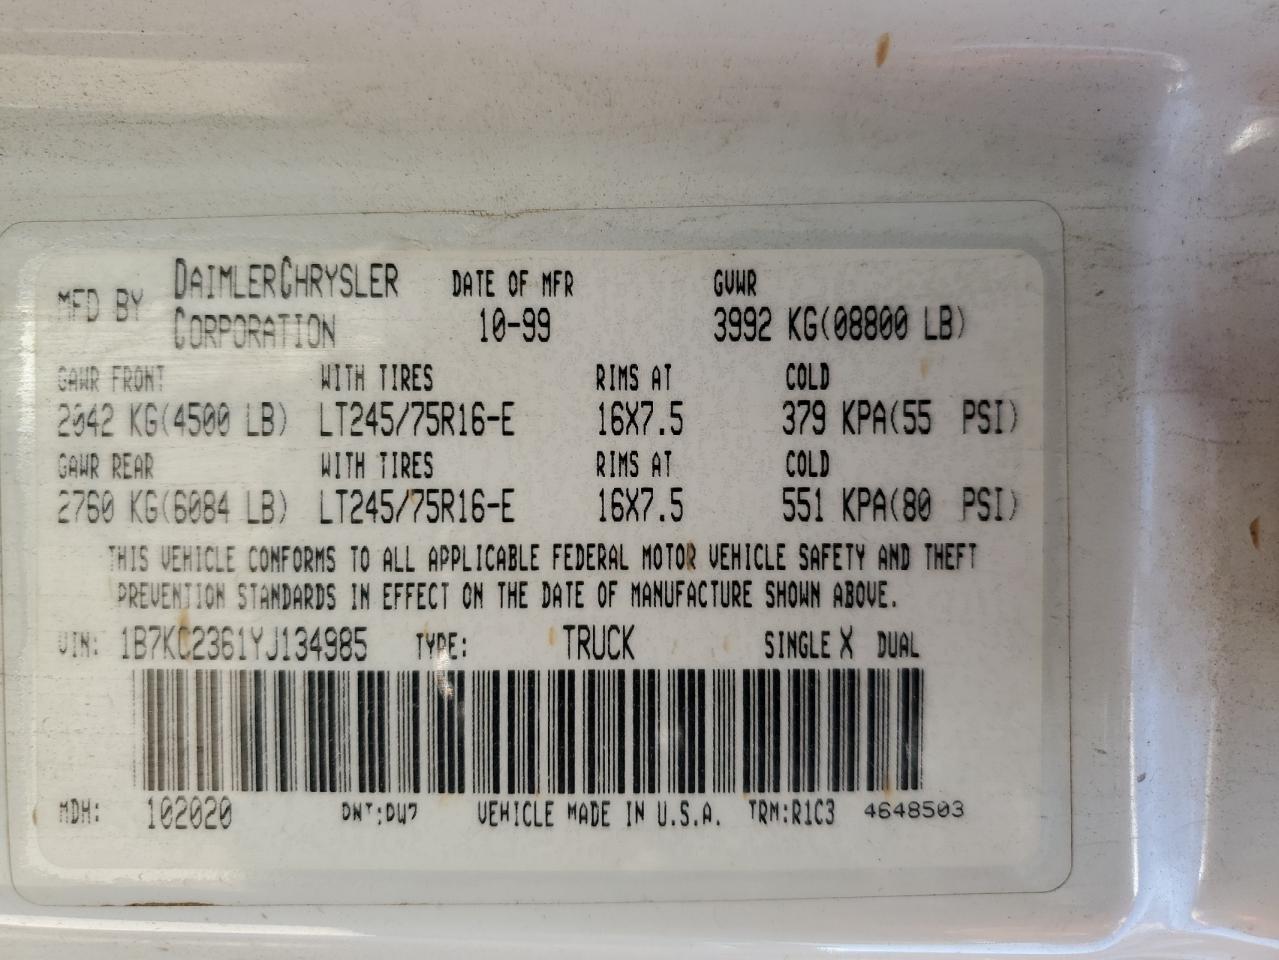 MFD BY DAIMLERCHRYSLER CORPORATION DATE OF MFR 10-99 GVWR 3992 KG(08800 LB)
GAWR FRONT WITH TIRES RIMS AT COLD
2042 KG(4500 LB) LT245/75R16-E 16X7.5 379 KPA(55 PSI)
GAWR REAR WITH TIRES RIMS AT COLD
2760 KG(6084 LB) LT245/75R16-E 16X7.5 551 KPA(80 PSI)
THIS VEHICLE CONFORMS TO ALL APPLICABLE FEDERAL MOTOR VEHICLE SAFETY AND THEFT
PREVENTION STANDARDS IN EFFECT ON THE DATE OF MANUFACTURE SHOWN ABOVE.
VIN: 1B7KC2361YJ134985 TYPE: TRUCK SINGLE X DUAL
MDH: 102020 PNT:PW7 VEHICLE MADE IN U.S.A. TRM:R1C3 4648503